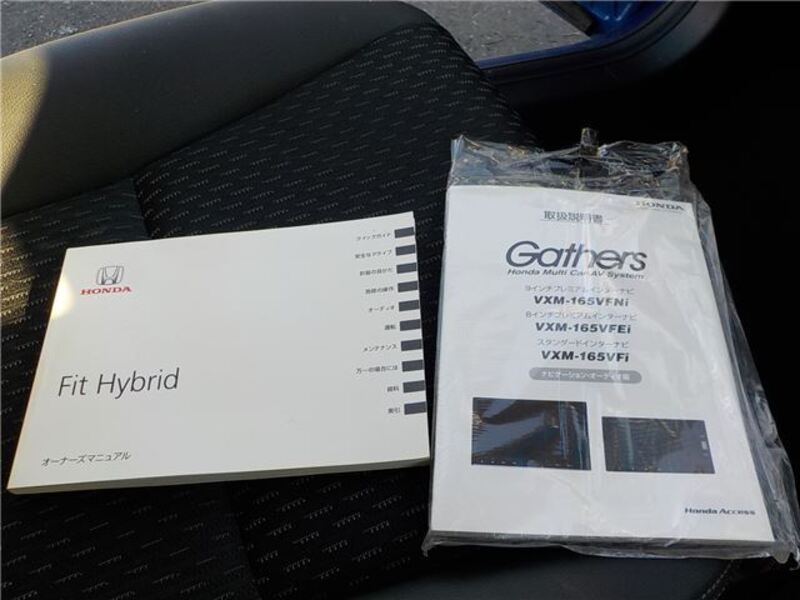 HONDA
Fit Hybrid
オーナーズマニュアル
クイックガイド
安全なドライブ
計器の見かた
各部の操作
オーディオ
運転
メンテナンス
万一の場合には
資料
索引
HONDA
取扱説明書
Gathers
Honda Multi Car AV System
9インチプレミアムインターナビ
VXM-165VFNi
8インチプレミアムインターナビ
VXM-165VFEi
スタンダードインターナビ
VXM-165VFi
ナビゲーション・オーディオ編
Honda Access